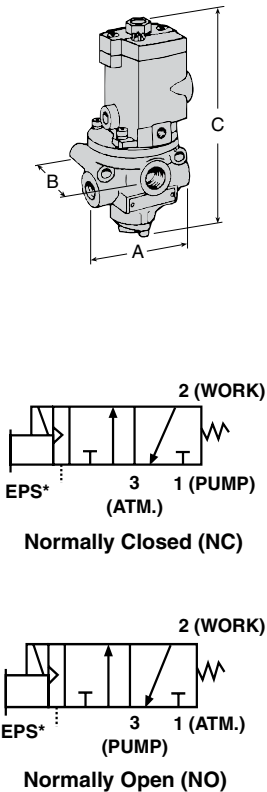 C
B
A
2 (WORK)
EPS*
3 1 (PUMP)
(ATM.)
Normally Closed (NC)
2 (WORK)
EPS*
3 1 (ATM.)
(PUMP)
Normally Open (NO)